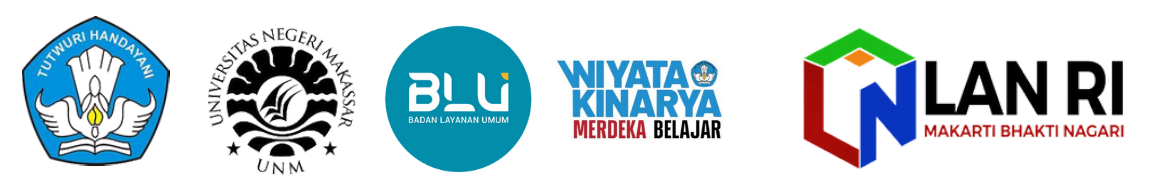 TUTWURI HANDAYANI
UNIVERSITAS NEGERI MAKASSAR
UNM
BLU
BADAN LAYANAN UMUM
WIYATA
KINARYA
MERDEKA BELAJAR
LAN RI
MAKARTI BHAKTI NAGARI